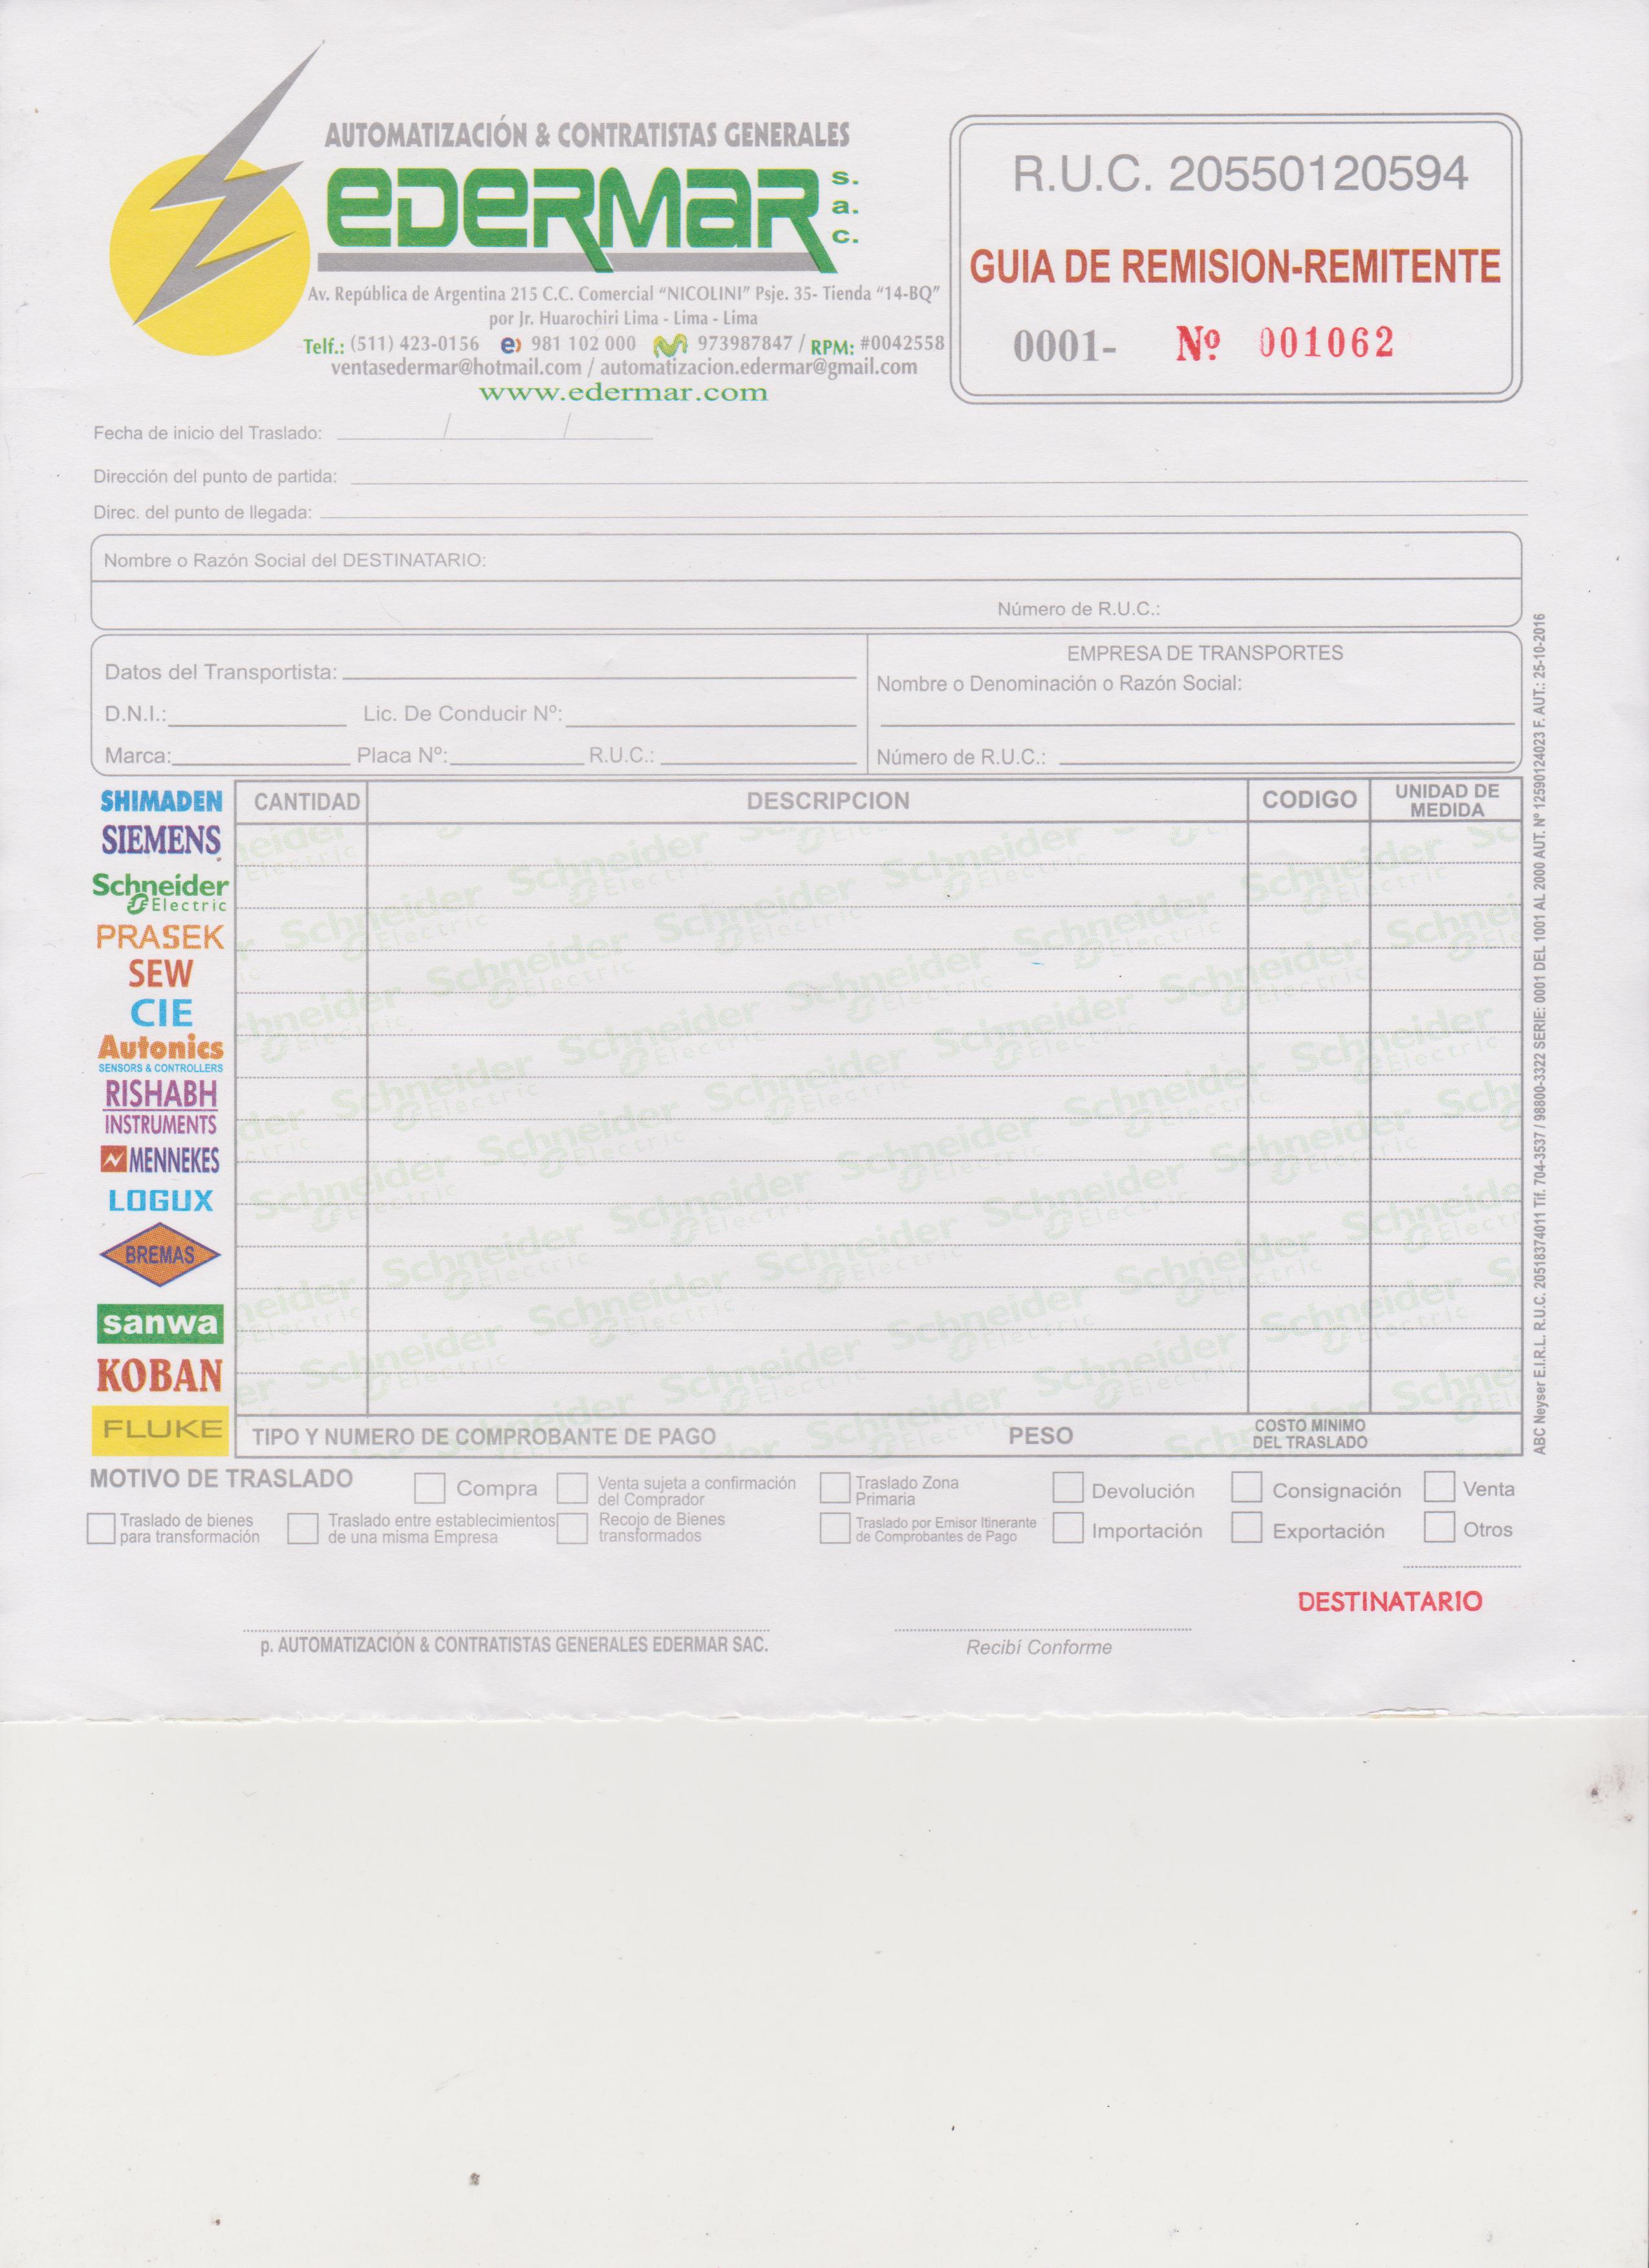 AUTOMATIZACIÓN & CONTRATISTAS GENERALES
EDERMAR s.a.c.
Av. República de Argentina 215 C.C. Comercial “NICOLINI” Psje. 35- Tienda “14-BQ”
por Jr. Huarochiri Lima - Lima - Lima
Telf.: (511) 423-0156 e) 981 102 000 973987847 / RPM: #0042558
ventasedermar@hotmail.com / automatizacion.edermar@gmail.com
www.edermar.com
R.U.C. 20550120594
GUIA DE REMISION-REMITENTE
0001- Nº 001062
Fecha de inicio del Traslado: / /
Dirección del punto de partida:
Direc. del punto de llegada:
Nombre o Razón Social del DESTINATARIO:
Número de R.U.C.:
Datos del Transportista:
D.N.I.: Lic. De Conducir Nº:
Marca: Placa Nº: R.U.C.:
EMPRESA DE TRANSPORTES
Nombre o Denominación o Razón Social:
Número de R.U.C.:
SHIMADEN
SIEMENS
Schneider
Electric
PRASEK
SEW
CIE
Autonics
SENSORS & CONTROLLERS
RISHABH
INSTRUMENTS
MENNEKES
LOGUX
BREMAS
sanwa
KOBAN
FLUKE
CANTIDAD DESCRIPCION CODIGO UNIDAD DE MEDIDA
Schneider Electric
TIPO Y NUMERO DE COMPROBANTE DE PAGO PESO COSTO MINIMO DEL TRASLADO
MOTIVO DE TRASLADO
Compra
Venta sujeta a confirmación
del Comprador
Traslado Zona
Primaria
Devolución
Consignación
Venta
Traslado de bienes
para transformación
Traslado entre establecimientos
de una misma Empresa
Recojo de Bienes
transformados
Traslado por Emisor Itinerante
de Comprobantes de Pago
Importación
Exportación
Otros
DESTINATARIO
p. AUTOMATIZACIÓN & CONTRATISTAS GENERALES EDERMAR SAC.
Recibí Conforme
ABC Neyser E.I.R.L. R.U.C. 20518374011 Tlf. 704-3537 / 98800-3322 SERIE: 0001 DEL 1001 AL 2000 AUT. Nº 12590124023 F. AUT.: 25-10-2016